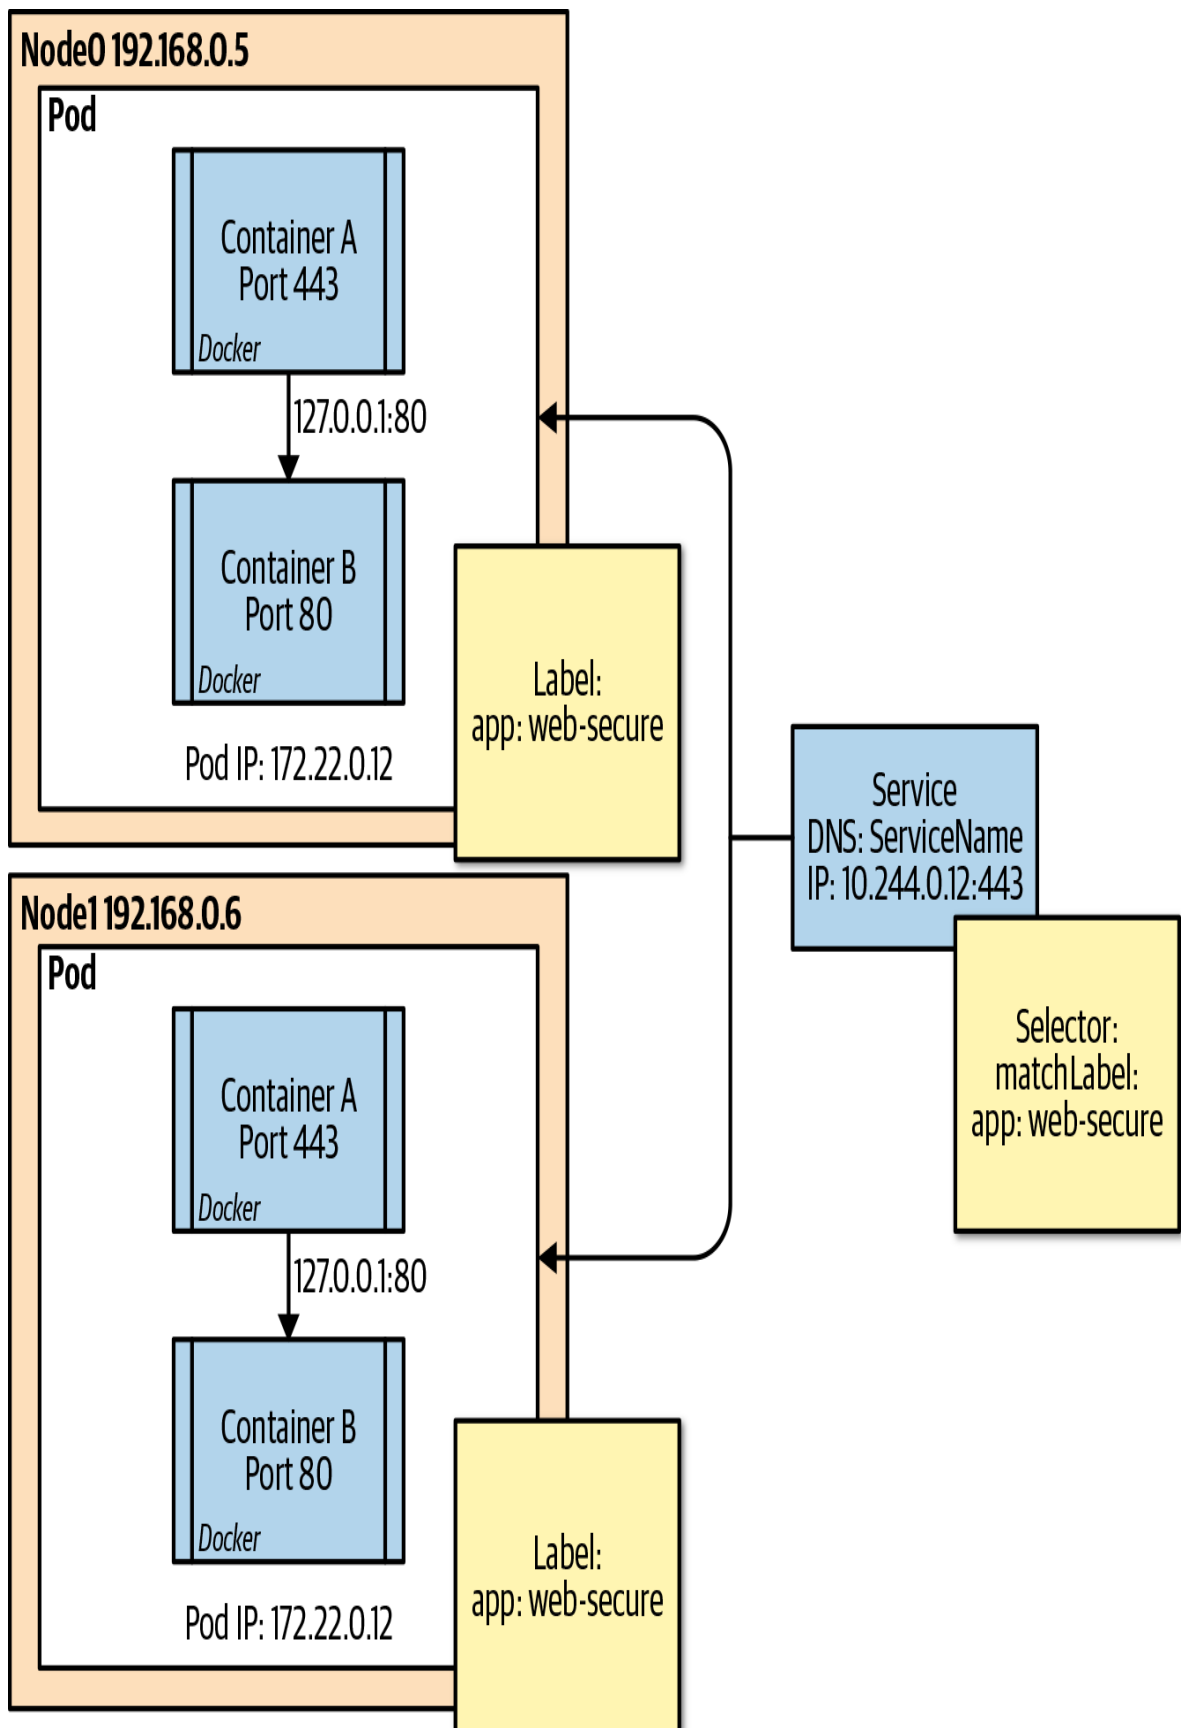 Node0 192.168.0.5
Pod
Container A
Port 443
Docker
127.0.0.1:80
Container B
Port 80
Docker
Pod IP: 172.22.0.12
Label:
app: web-secure
Service
DNS: ServiceName
IP: 10.244.0.12:443
Selector:
matchLabel:
app: web-secure
Node1 192.168.0.6
Pod
Container A
Port 443
Docker
127.0.0.1:80
Container B
Port 80
Docker
Pod IP: 172.22.0.12
Label:
app: web-secure